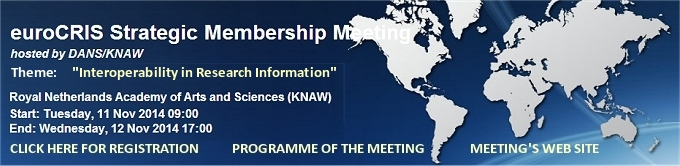 euroCRIS Strategic Membership Meeting
hosted by DANS/KNAW
Theme: "Interoperability in Research Information"
Royal Netherlands Academy of Arts and Sciences (KNAW)
Start: Tuesday, 11 Nov 2014 09:00
End: Wednesday, 12 Nov 2014 17:00
CLICK HERE FOR REGISTRATION PROGRAMME OF THE MEETING MEETING'S WEB SITE